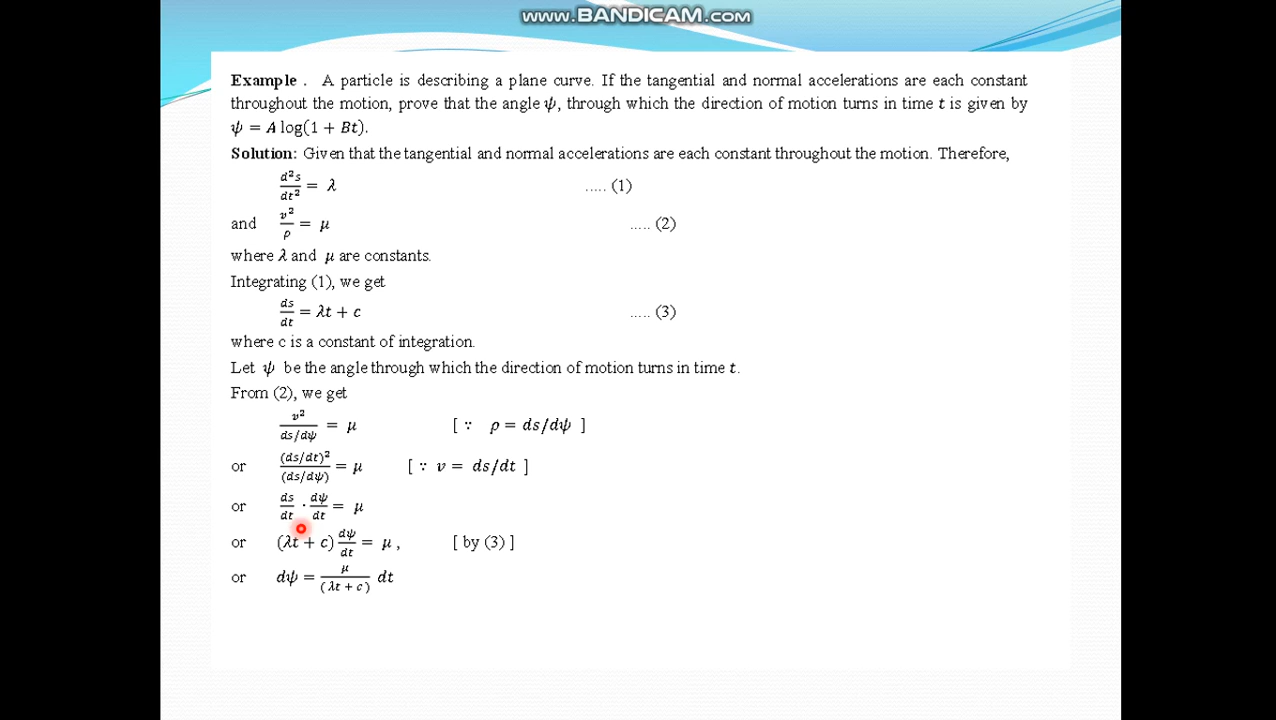 www.BANDICAM.com
Example . A particle is describing a plane curve. If the tangential and normal accelerations are each constant
throughout the motion, prove that the angle ψ, through which the direction of motion turns in time t is given by
ψ = A log(1 + Bt).
Solution: Given that the tangential and normal accelerations are each constant throughout the motion. Therefore,
d²s/dt² = λ ..... (1)
and v²/ρ = μ ..... (2)
where λ and μ are constants.
Integrating (1), we get
ds/dt = λt + c ..... (3)
where c is a constant of integration.
Let ψ be the angle through which the direction of motion turns in time t.
From (2), we get
v²/(ds/dψ) = μ [ ∵ ρ = ds/dψ ]
or (ds/dt)²/(ds/dψ) = μ [ ∵ v = ds/dt ]
or ds/dt · dψ/dt = μ
or (λt + c) dψ/dt = μ , [ by (3) ]
or dψ = μ/(λt + c) dt